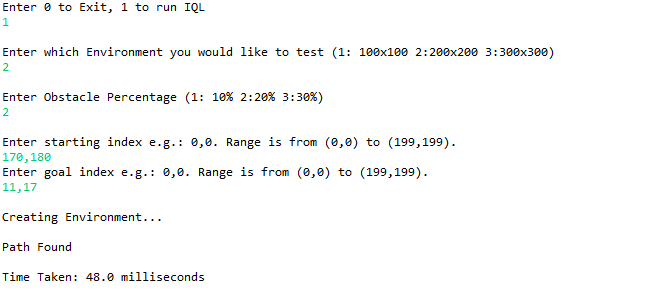 Enter 0 to Exit, 1 to run IQL
1
Enter which Environment you would like to test (1: 100x100 2:200x200 3:300x300)
2
Enter Obstacle Percentage (1: 10% 2:20% 3:30%)
2
Enter starting index e.g.: 0,0. Range is from (0,0) to (199,199).
170,180
Enter goal index e.g.: 0,0. Range is from (0,0) to (199,199).
11,17
Creating Environment...
Path Found
Time Taken: 48.0 milliseconds